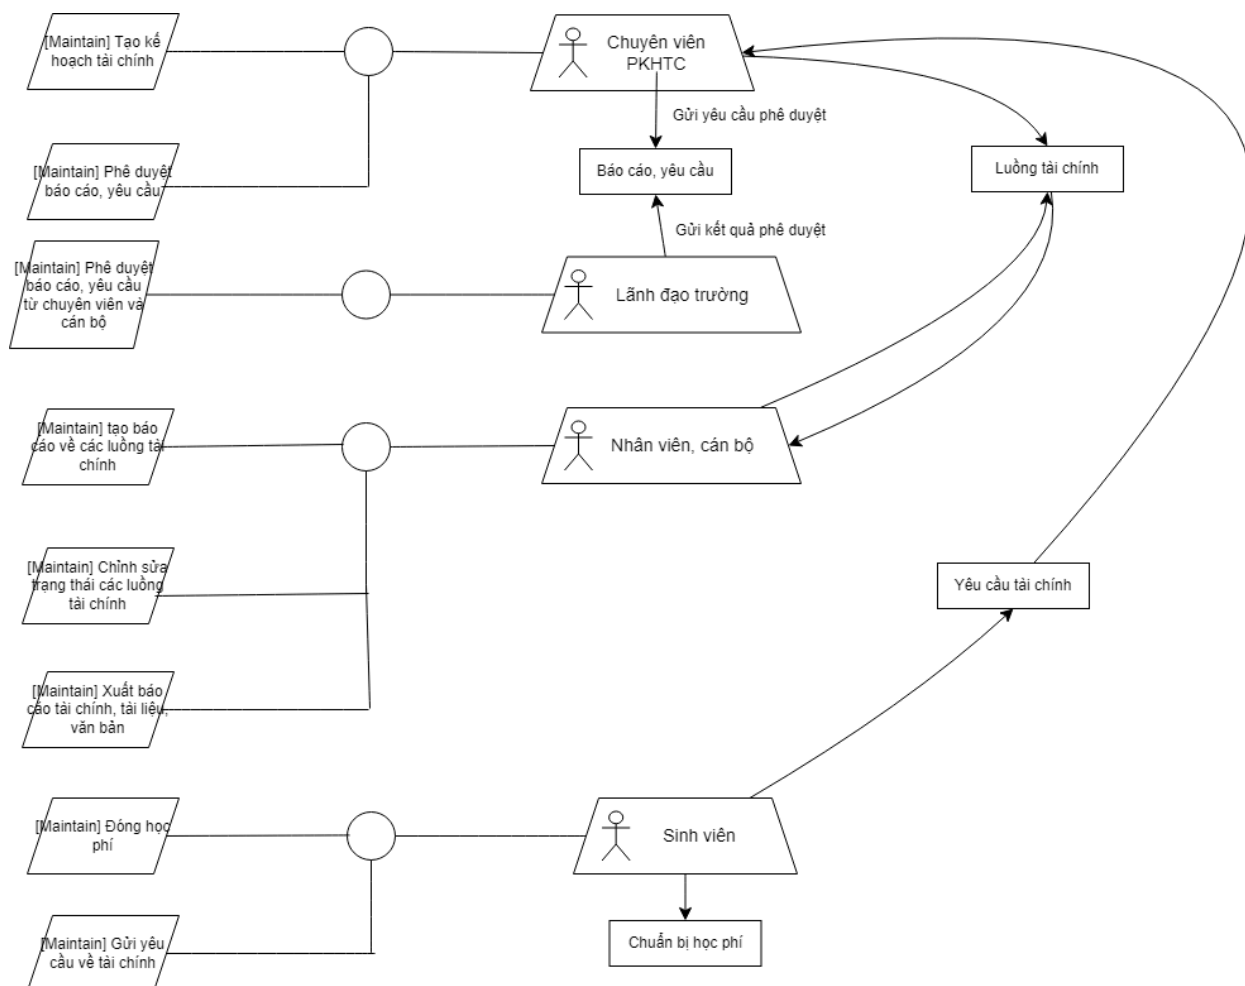 [Maintain] Tạo kế
hoạch tài chính
Chuyên viên
PKHTC
Gửi yêu cầu phê duyệt
[Maintain] Phê duyệt
báo cáo, yêu cầu
Báo cáo, yêu cầu
Luồng tài chính
Gửi kết quả phê duyệt
[Maintain] Phê duyệt
báo cáo, yêu cầu
từ chuyên viên và
cán bộ
Lãnh đạo trường
[Maintain] tạo báo
cáo về các luồng tài
chính
Nhân viên, cán bộ
[Maintain] Chỉnh sửa
trạng thái các luồng
tài chính
Yêu cầu tài chính
[Maintain] Xuất báo
cáo tài chính, tài liệu,
văn bản
[Maintain] Đóng học
phí
Sinh viên
[Maintain] Gửi yêu
cầu về tài chính
Chuẩn bị học phí